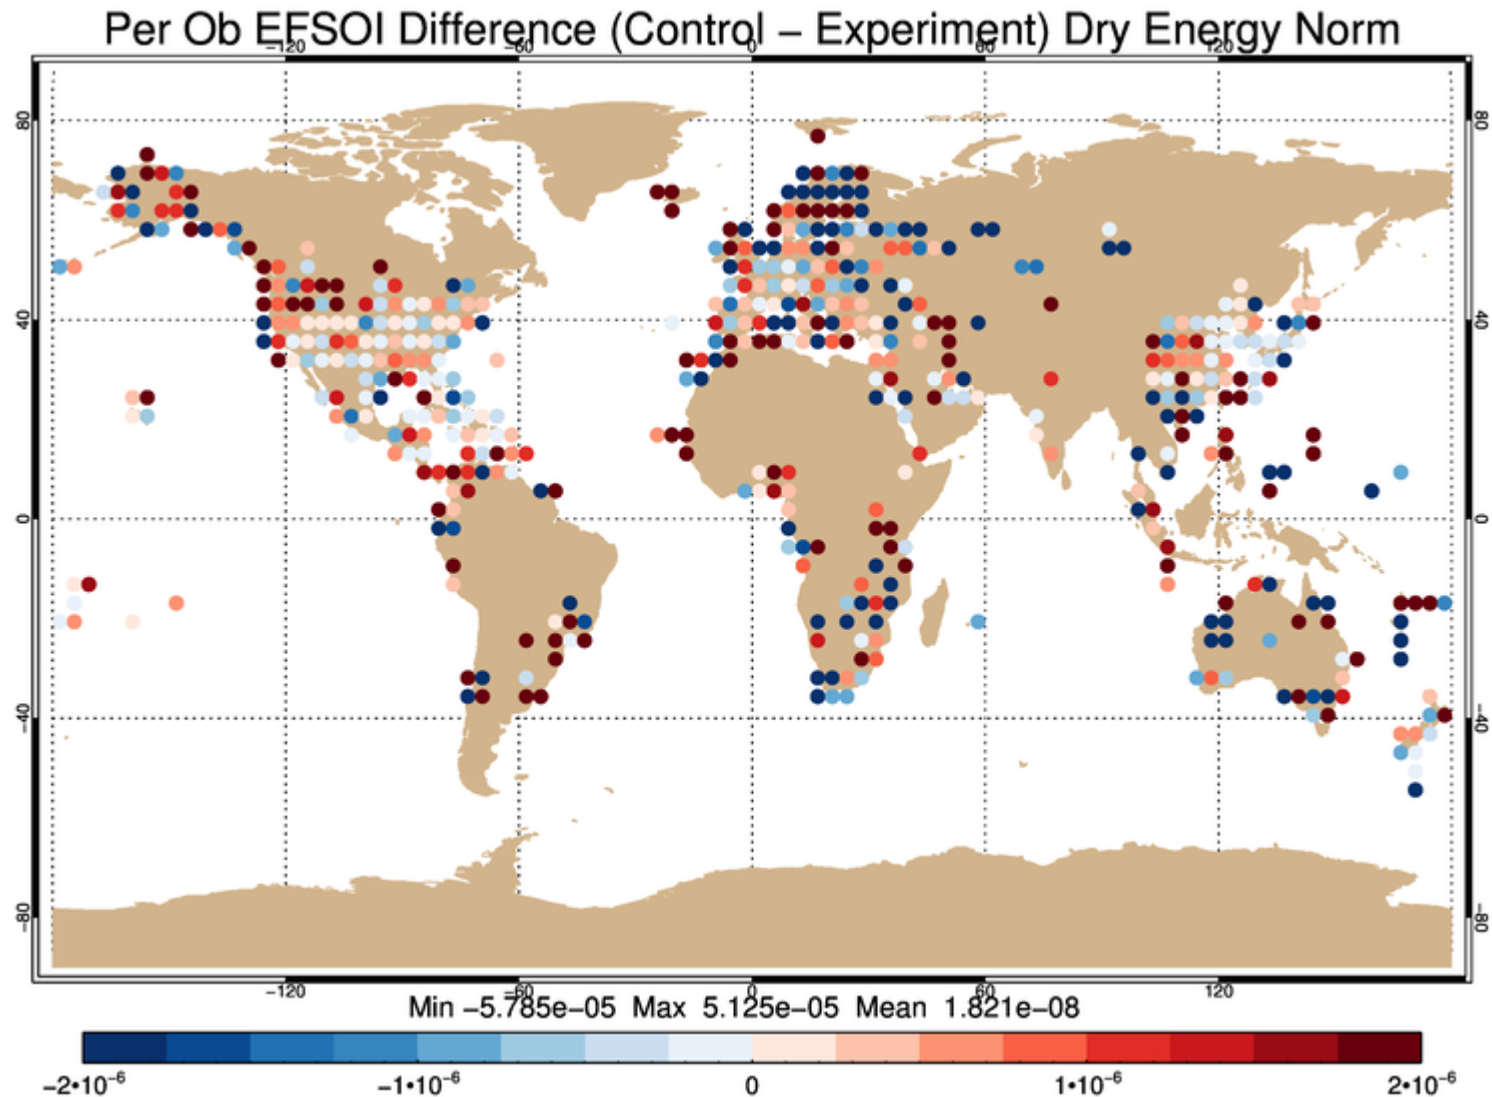 Per Ob EFSOI Difference (Control – Experiment) Dry Energy Norm
−120 −60 0 60 120
80 80
40 40
0 0
−40 −40
−80 −80
−120 −60 0 60 120
Min −5.785e−05 Max 5.125e−05 Mean 1.821e−08
−2•10⁻⁶ −1•10⁻⁶ 0 1•10⁻⁶ 2•10⁻⁶